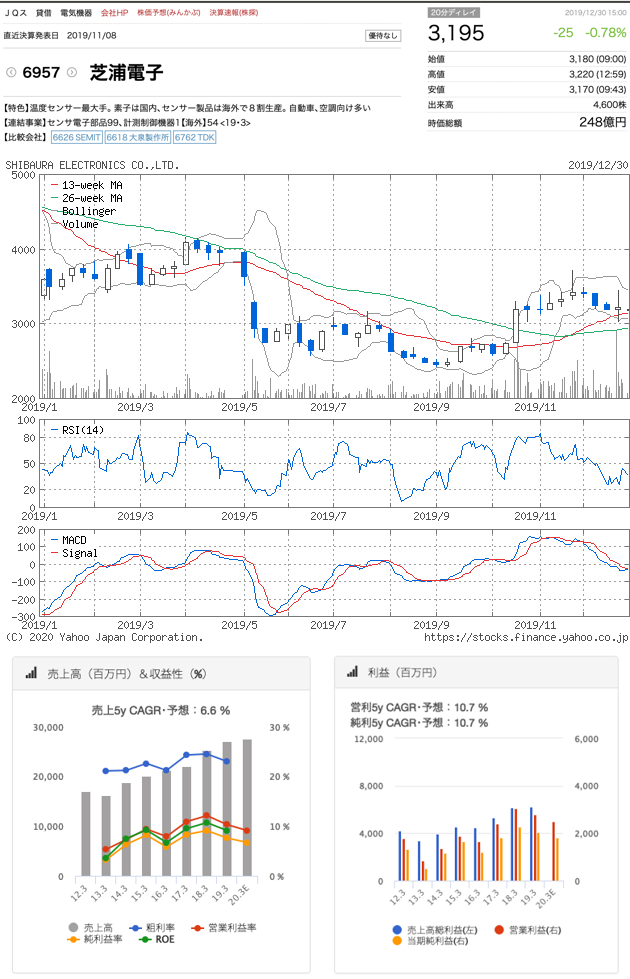 JQス 貸借 電気機器 会社HP 株価予想(みんかぶ) 決算速報(株探)
直近決算発表日 2019/11/08
優待なし
6957 芝浦電子
【特色】温度センサー最大手。素子は国内、センサー製品は海外で8割生産。自動車、空調向け多い
【連結事業】センサ電子部品99、計測制御機器1【海外】54 <19・3>
【比較会社】 6626 SEMIT 6618 大泉製作所 6762 TDK
20分ディレイ 2019/12/30 15:00
3,195 -25 -0.78%
始値 3,180 (09:00)
高値 3,220 (12:59)
安値 3,170 (09:43)
出来高 4,600株
時価総額 248億円
SHIBAURA ELECTRONICS CO.,LTD. 2019/12/30
5000
4000
3000
2000
13-week MA
26-week MA
Bollinger
Volume
2019/1 2019/3 2019/5 2019/7 2019/9 2019/11
100
80
50
20
0
RSI(14)
2019/1 2019/3 2019/5 2019/7 2019/9 2019/11
200
100
0
-100
-200
-300
MACD
Signal
2019/1 2019/3 2019/5 2019/7 2019/9 2019/11
(C) 2020 Yahoo Japan Corporation. https://stocks.finance.yahoo.co.jp
売上高（百万円）＆収益性（%）
売上5y CAGR・予想：6.6 %
30,000 30 %
20,000 20 %
10,000 10 %
0 0 %
12.3 13.3 14.3 15.3 16.3 17.3 18.3 19.3 20.3E
売上高 粗利率 営業利益率
純利益率 ROE
利益（百万円）
営利5y CAGR・予想：10.7 %
純利5y CAGR・予想：10.7 %
12,000 6,000
8,000 4,000
4,000 2,000
0 0
12.3 13.3 14.3 15.3 16.3 17.3 18.3 19.3 20.3E
売上高総利益(左) 営業利益(右)
当期純利益(右)